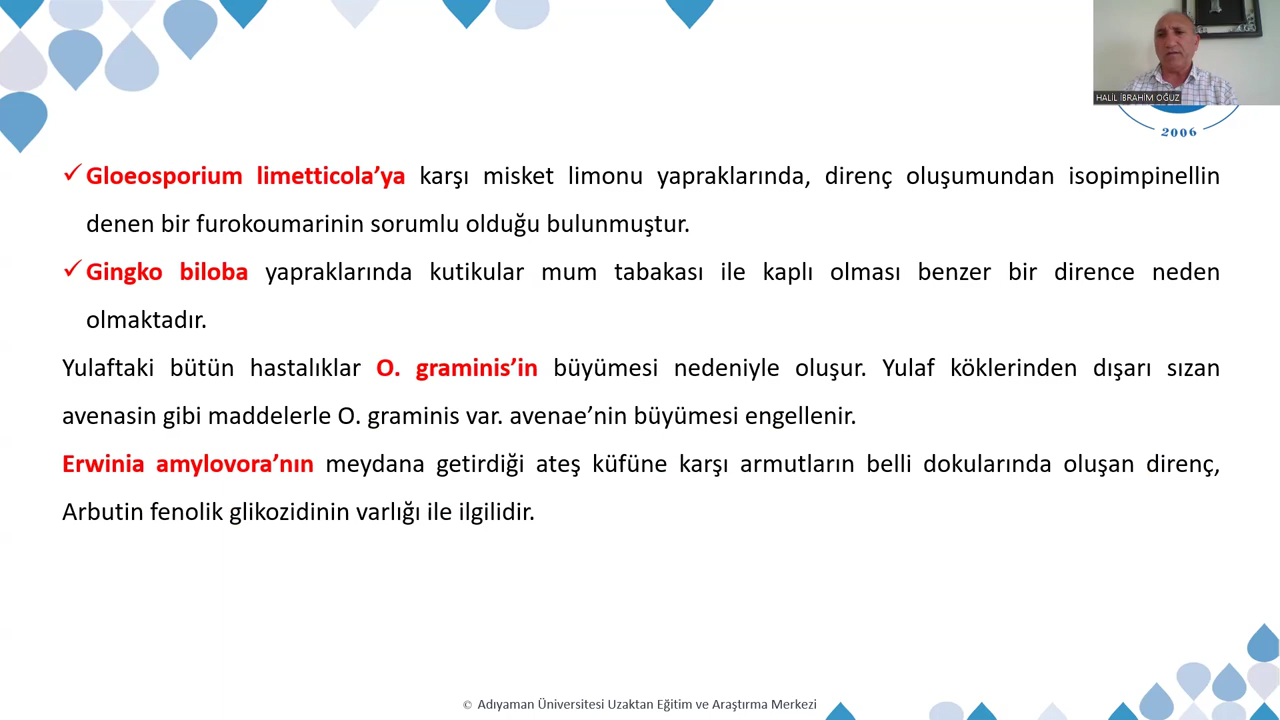 HALİL İBRAHİM OĞUZ
2006
✓ Gloeosporium limetticola’ya karşı misket limonu yapraklarında, direnç oluşumundan isopimpinellin
denen bir furokoumarinin sorumlu olduğu bulunmuştur.
✓ Gingko biloba yapraklarında kutikular mum tabakası ile kaplı olması benzer bir dirence neden
olmaktadır.
Yulaftaki bütün hastalıklar O. graminis’in büyümesi nedeniyle oluşur. Yulaf köklerinden dışarı sızan
avenasin gibi maddelerle O. graminis var. avenae’nin büyümesi engellenir.
Erwinia amylovora’nın meydana getirdiği ateş küfüne karşı armutların belli dokularında oluşan direnç,
Arbutin fenolik glikozidinin varlığı ile ilgilidir.
© Adıyaman Üniversitesi Uzaktan Eğitim ve Araştırma Merkezi